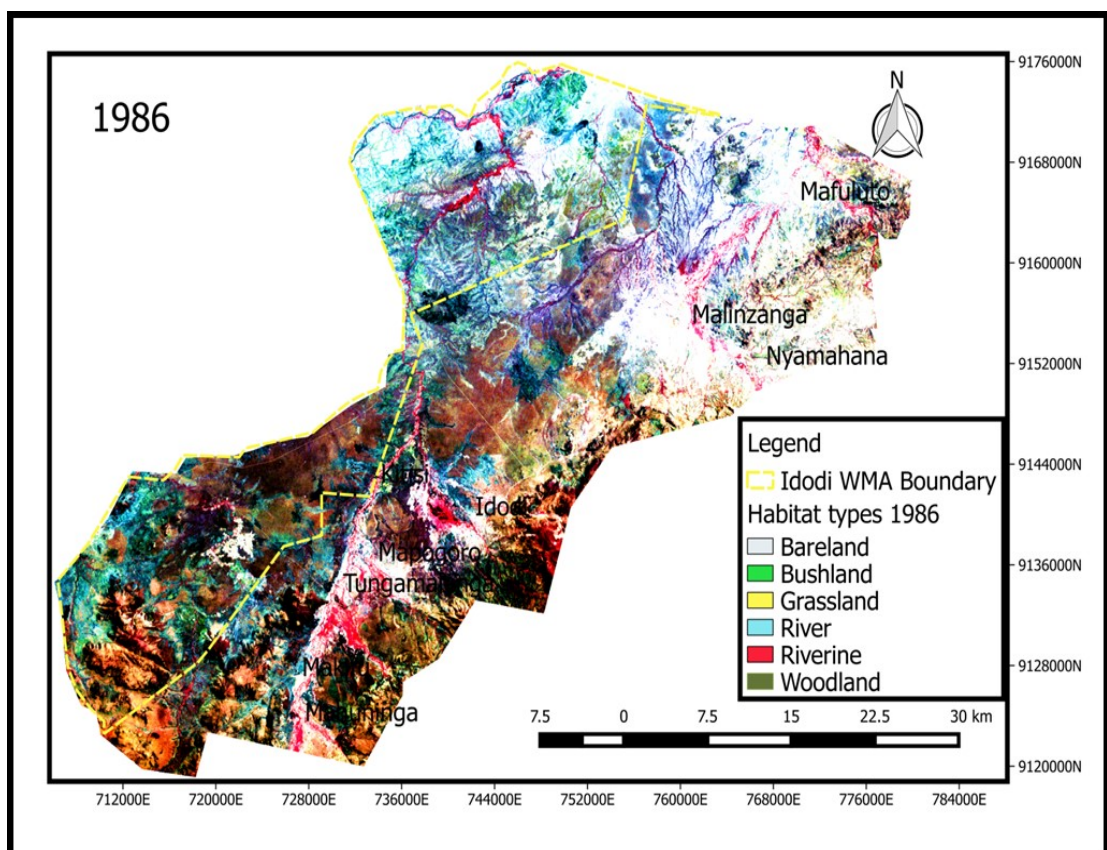 1986
N
9176000N
9168000N
9160000N
9152000N
9144000N
9136000N
9128000N
9120000N
Mafuluto
Malinzanga
Nyamahana
Idodi
Mapogoro
Legend
Idodi WMA Boundary
Habitat types 1986
Bareland
Bushland
Grassland
River
Riverine
Woodland
7.5 0 7.5 15 22.5 30 km
712000E 720000E 728000E 736000E 744000E 752000E 760000E 768000E 776000E 784000E